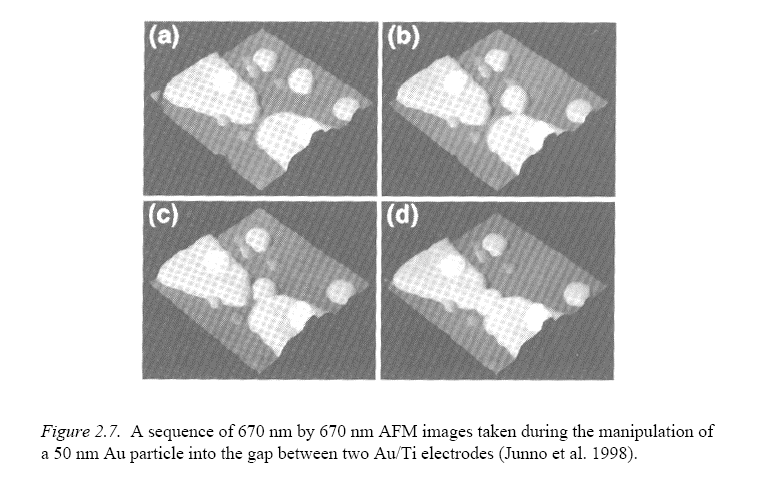 (a)
(b)
(c)
(d)
Figure 2.7. A sequence of 670 nm by 670 nm AFM images taken during the manipulation of
a 50 nm Au particle into the gap between two Au/Ti electrodes (Junno et al. 1998).